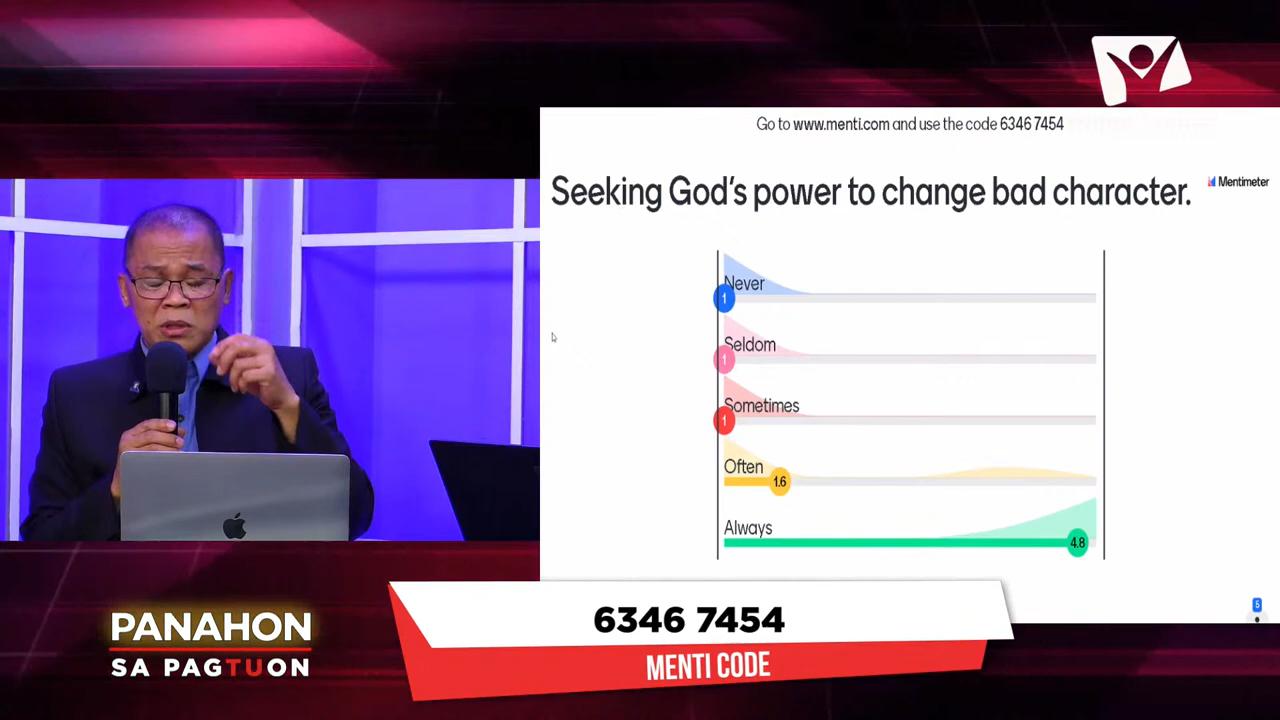 Go to www.menti.com and use the code 6346 7454
Seeking God's power to change bad character.
Mentimeter
Never
1
Seldom
1
Sometimes
1
Often
1.6
Always
4.8
5
6346 7454
MENTI CODE
PANAHON
SA PAGTUON